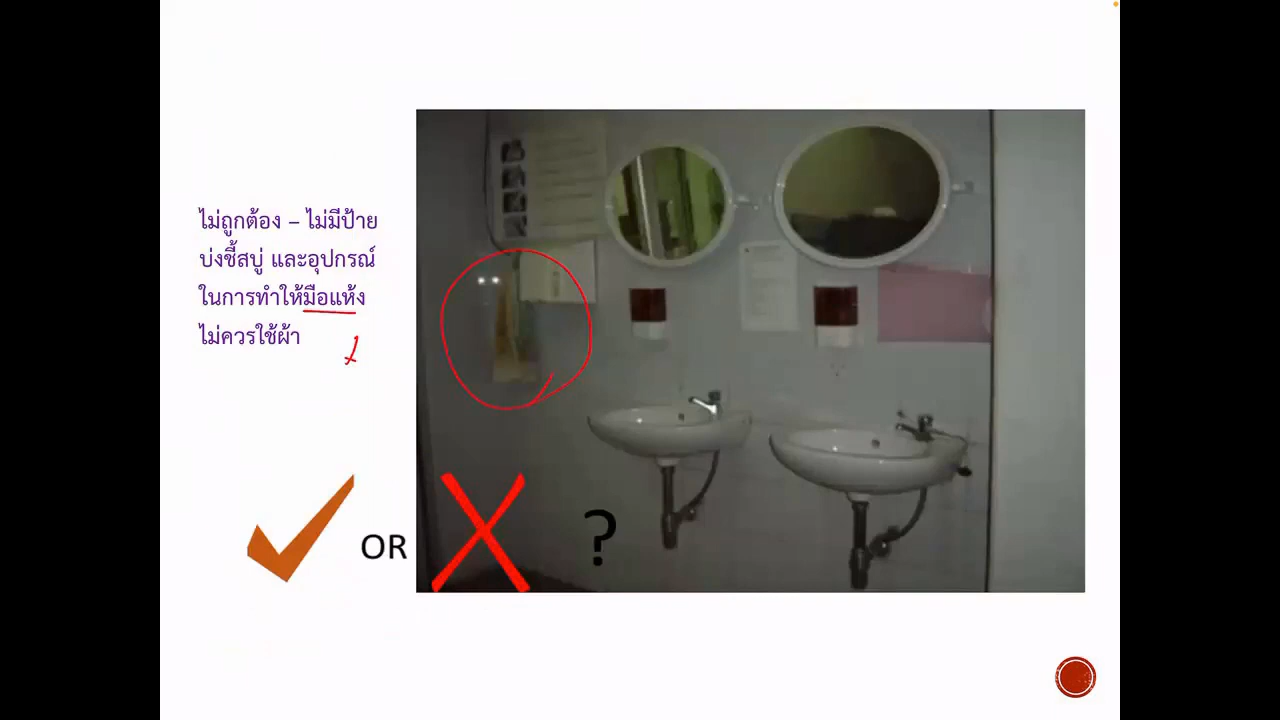 ไม่ถูกต้อง – ไม่มีป้าย
บ่งชี้สบู่ และอุปกรณ์
ในการทำให้มือแห้ง
ไม่ควรใช้ผ้า
OR
?